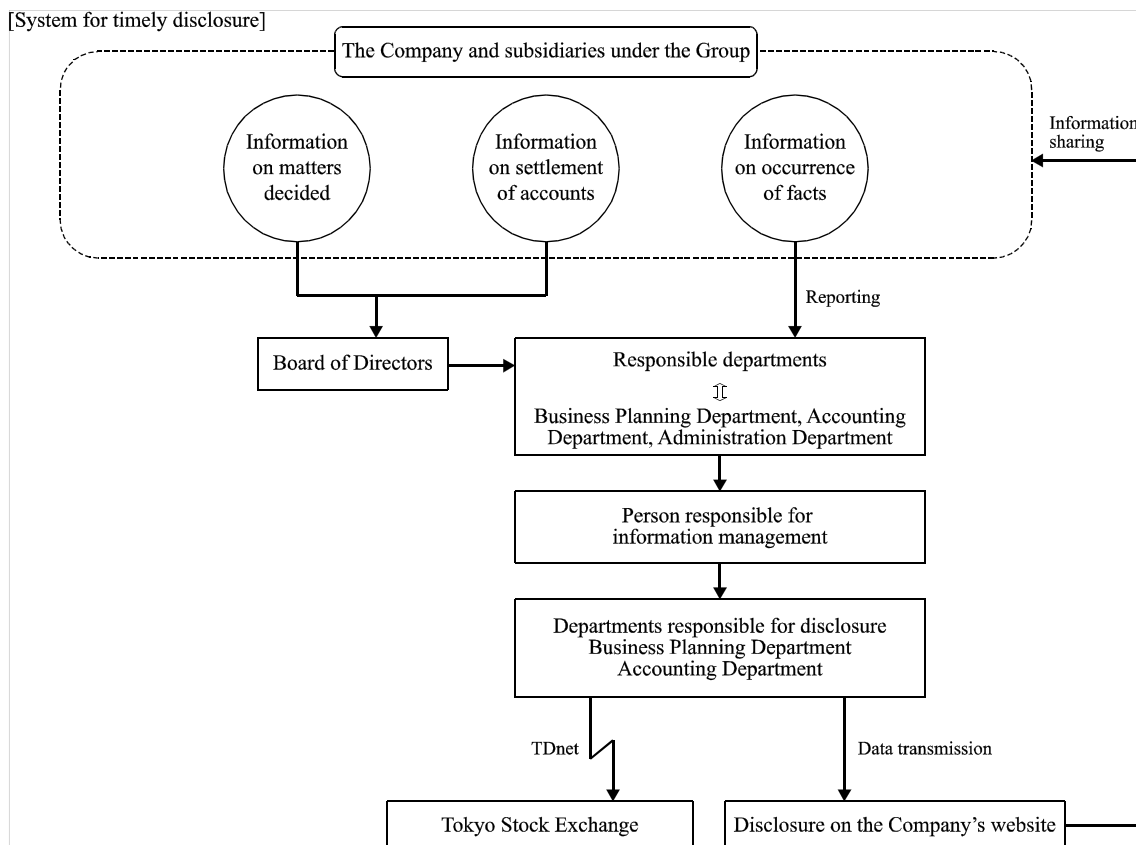 [System for timely disclosure]
The Company and subsidiaries under the Group
Information
on matters
decided
Information
on settlement
of accounts
Information
on occurrence
of facts
Information
sharing
Reporting
Board of Directors
Responsible departments
Business Planning Department, Accounting
Department, Administration Department
Person responsible for
information management
Departments responsible for disclosure
Business Planning Department
Accounting Department
TDnet
Data transmission
Tokyo Stock Exchange
Disclosure on the Company’s website